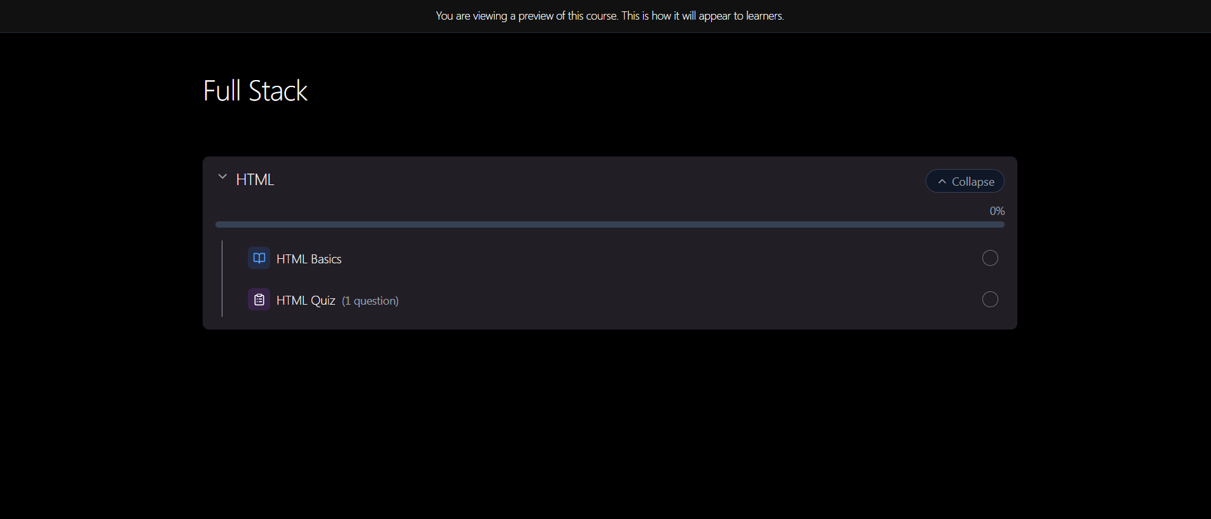 You are viewing a preview of this course. This is how it will appear to learners.
Full Stack
HTML
Collapse
0%
HTML Basics
HTML Quiz (1 question)